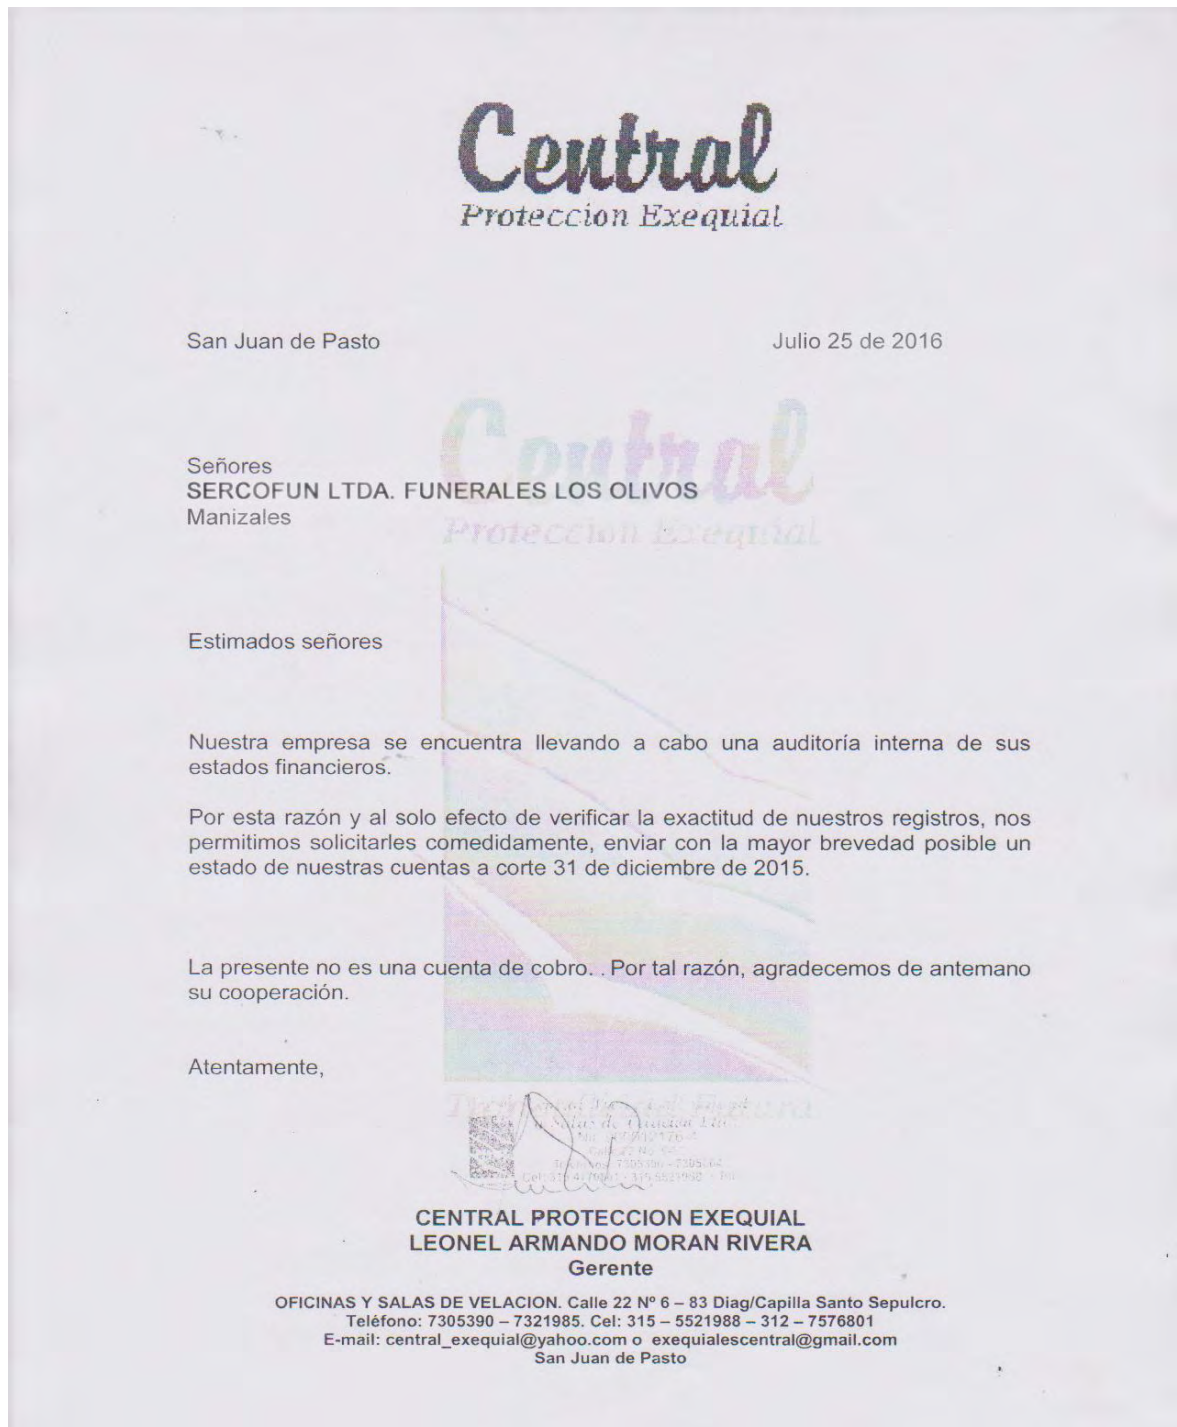 Central
Proteccion Exequial
San Juan de Pasto Julio 25 de 2016
Central
Proteccion Exequial
Señores
SERCOFUN LTDA. FUNERALES LOS OLIVOS
Manizales
Estimados señores
Nuestra empresa se encuentra llevando a cabo una auditoría interna de sus
estados financieros.
Por esta razón y al solo efecto de verificar la exactitud de nuestros registros, nos
permitimos solicitarles comedidamente, enviar con la mayor brevedad posible un
estado de nuestras cuentas a corte 31 de diciembre de 2015.
La presente no es una cuenta de cobro. . Por tal razón, agradecemos de antemano
su cooperación.
Atentamente,
CENTRAL PROTECCION EXEQUIAL
LEONEL ARMANDO MORAN RIVERA
Gerente
OFICINAS Y SALAS DE VELACION. Calle 22 Nº 6 – 83 Diag/Capilla Santo Sepulcro.
Teléfono: 7305390 – 7321985. Cel: 315 – 5521988 – 312 – 7576801
E-mail: central_exequial@yahoo.com o exequialescentral@gmail.com
San Juan de Pasto